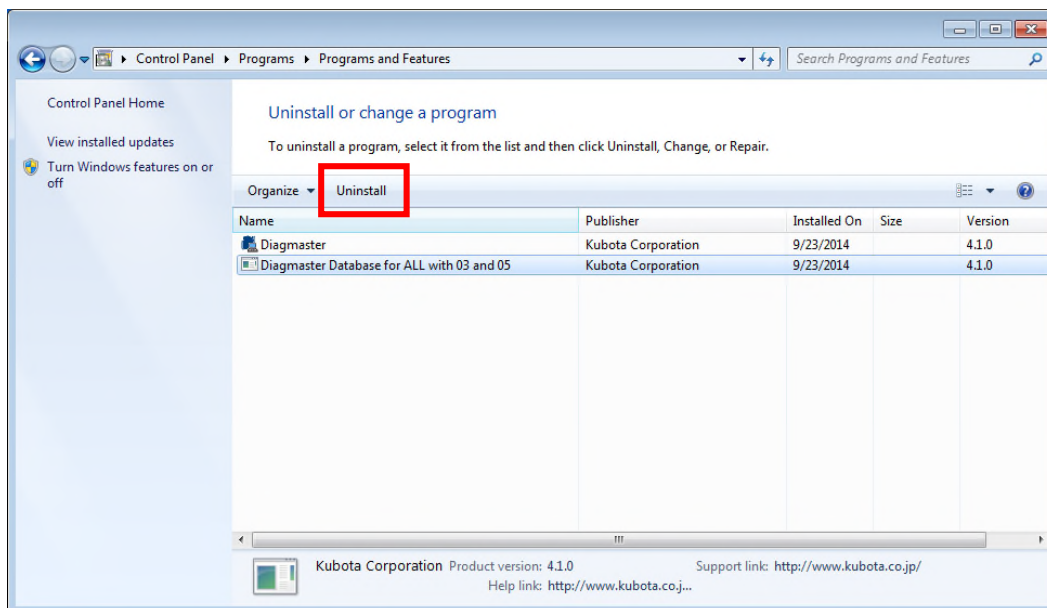 Control Panel Programs Programs and Features Search Programs and Features
Control Panel Home
View installed updates
Turn Windows features on or
off
Uninstall or change a program
To uninstall a program, select it from the list and then click Uninstall, Change, or Repair.
Organize Uninstall
Name Publisher Installed On Size Version
Diagmaster Kubota Corporation 9/23/2014 4.1.0
Diagmaster Database for ALL with 03 and 05 Kubota Corporation 9/23/2014 4.1.0
Kubota Corporation Product version: 4.1.0 Support link: http://www.kubota.co.jp/
Help link: http://www.kubota.co.j...